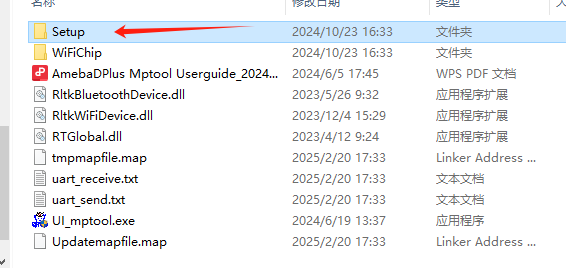 名称 修改日期 类型 大
Setup 2024/10/23 16:33 文件夹
WiFiChip 2024/10/23 16:33 文件夹
AmebaDPlus Mptool Userguide_2024... 2024/6/5 17:45 WPS PDF 文档
RltkBluetoothDevice.dll 2023/5/26 9:32 应用程序扩展
RltkWiFiDevice.dll 2023/12/4 15:29 应用程序扩展
RTGlobal.dll 2023/4/12 9:24 应用程序扩展
tmpmapfile.map 2025/2/20 17:33 Linker Address ...
uart_receive.txt 2025/2/20 17:33 文本文档
uart_send.txt 2025/2/20 17:33 文本文档
UI_mptool.exe 2024/6/19 13:37 应用程序
Updatemapfile.map 2025/2/20 17:33 Linker Address ...